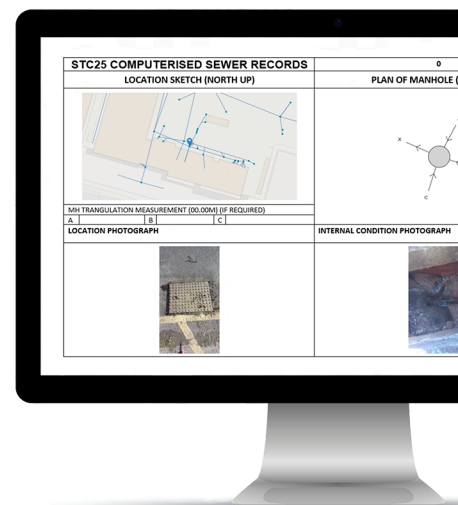 STC25 COMPUTERISED SEWER RECORDS
0
LOCATION SKETCH (NORTH UP)
PLAN OF MANHOLE (
X
C
MH TRANGULATION MEASUREMENT (00.00M) (IF REQUIRED)
A
B
C
LOCATION PHOTOGRAPH
INTERNAL CONDITION PHOTOGRAPH